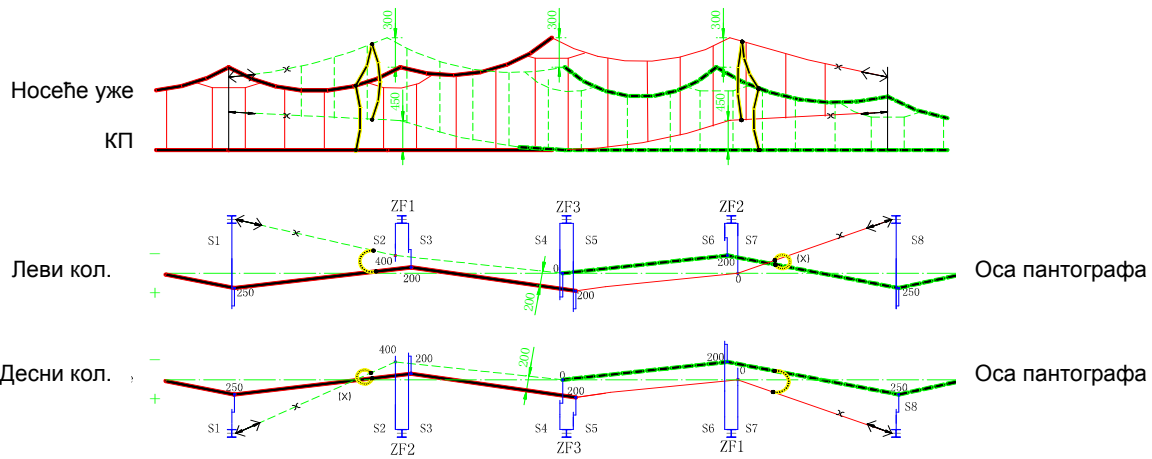 300
300
300
Носеће уже
450
450
КП
ZF1
ZF3
ZF2
S1
S2
S3
S4
S5
S6
S7
S8
x
x
x
x
Леви кол.
400
200
0
200
0
(X)
Оса пантографа
250
200
200
250
400
200
200
200
0
0
Десни кол.
250
(X)
200
x
x
250
Оса пантографа
S1
S2
S3
S4
S5
S6
S7
S8
ZF2
ZF3
ZF1